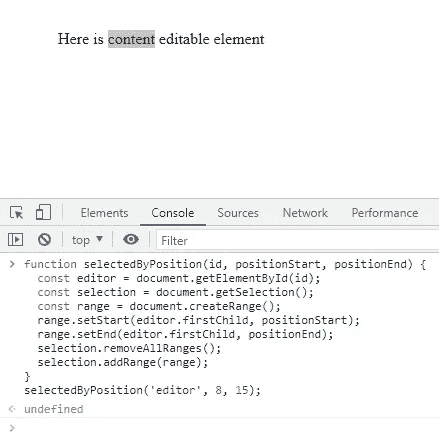 Here is content editable element
Elements Console Sources Network Performance
top ▼ Filter
> function selectedByPosition(id, positionStart, positionEnd) {
const editor = document.getElementById(id);
const selection = document.getSelection();
const range = document.createRange();
range.setStart(editor.firstChild, positionStart);
range.setEnd(editor.firstChild, positionEnd);
selection.removeAllRanges();
selection.addRange(range);
}
selectedByPosition('editor', 8, 15);
undefined